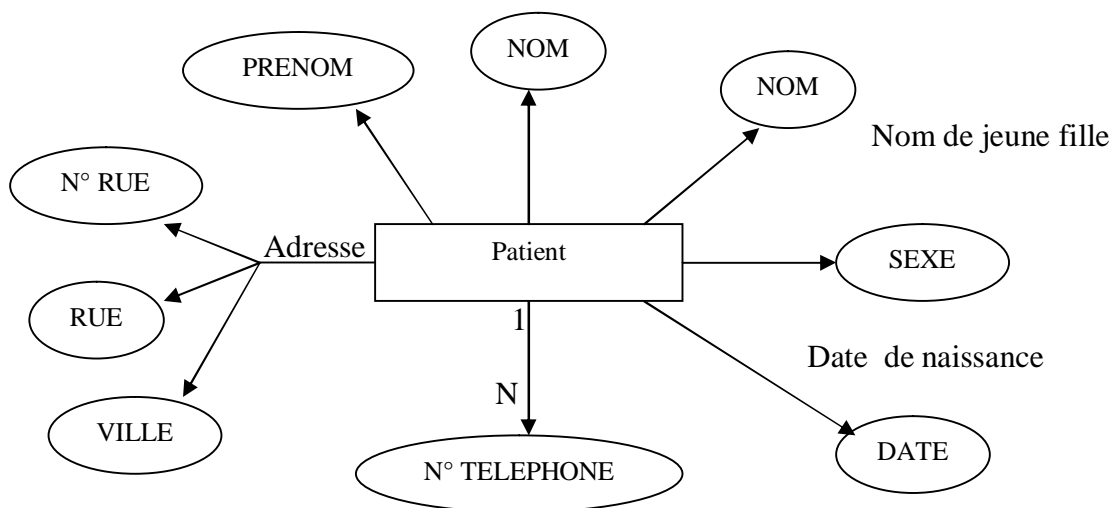 NOM
PRENOM
NOM
Nom de jeune fille
N° RUE
Adresse
Patient
SEXE
RUE
1
Date de naissance
N
VILLE
DATE
N° TELEPHONE